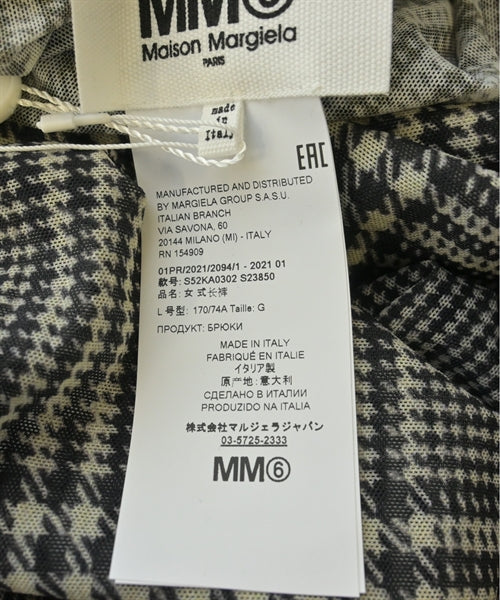 MM⑥
Maison Margiela
PARIS
made
in
Italy
EAC
MANUFACTURED AND DISTRIBUTED
BY MARGIELA GROUP S.A.S.U.
ITALIAN BRANCH
VIA SAVONA, 60
20144 MILANO (MI) - ITALY
RN 154909
01PR/2021/2094/1 - 2021 01
款号: S52KA0302 S23850
品名: 女式长裤
L 号型: 170/74A Taille: G
ПРОДУКТ: БРЮКИ
MADE IN ITALY
FABRIQUÉ EN ITALIE
イタリア製
原产地: 意大利
СДЕЛАНО В ИТАЛИИ
PRODUZIDO NA ITALIA
株式会社マルジェラジャパン
03-5725-2333
MM⑥